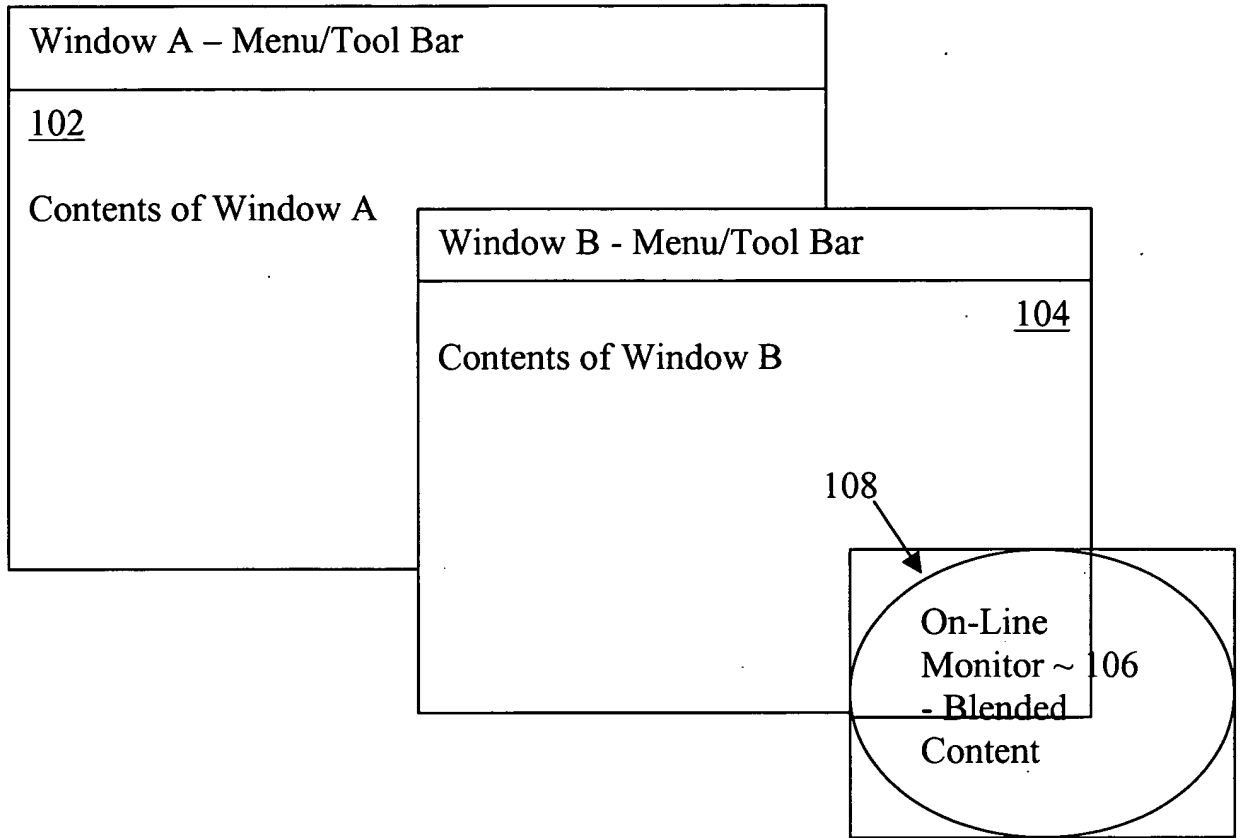 Window A – Menu/Tool Bar
102
Contents of Window A
Window B - Menu/Tool Bar
104
Contents of Window B
108
On-Line
Monitor ~ 106
- Blended
Content